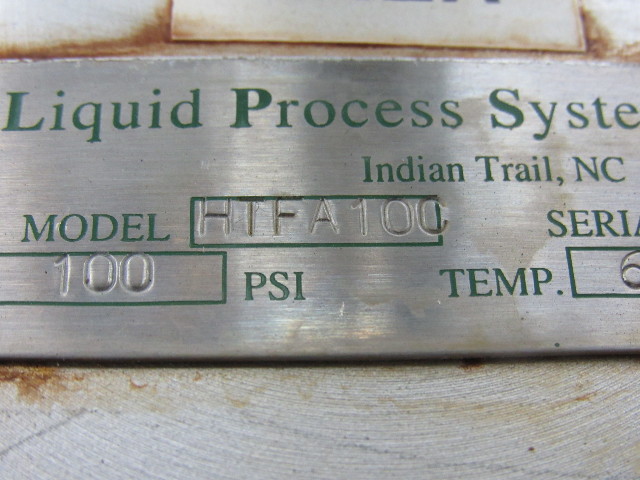 Liquid Process Syste
Indian Trail, NC
MODEL HTFA100 SERIA
100 PSI TEMP. 6